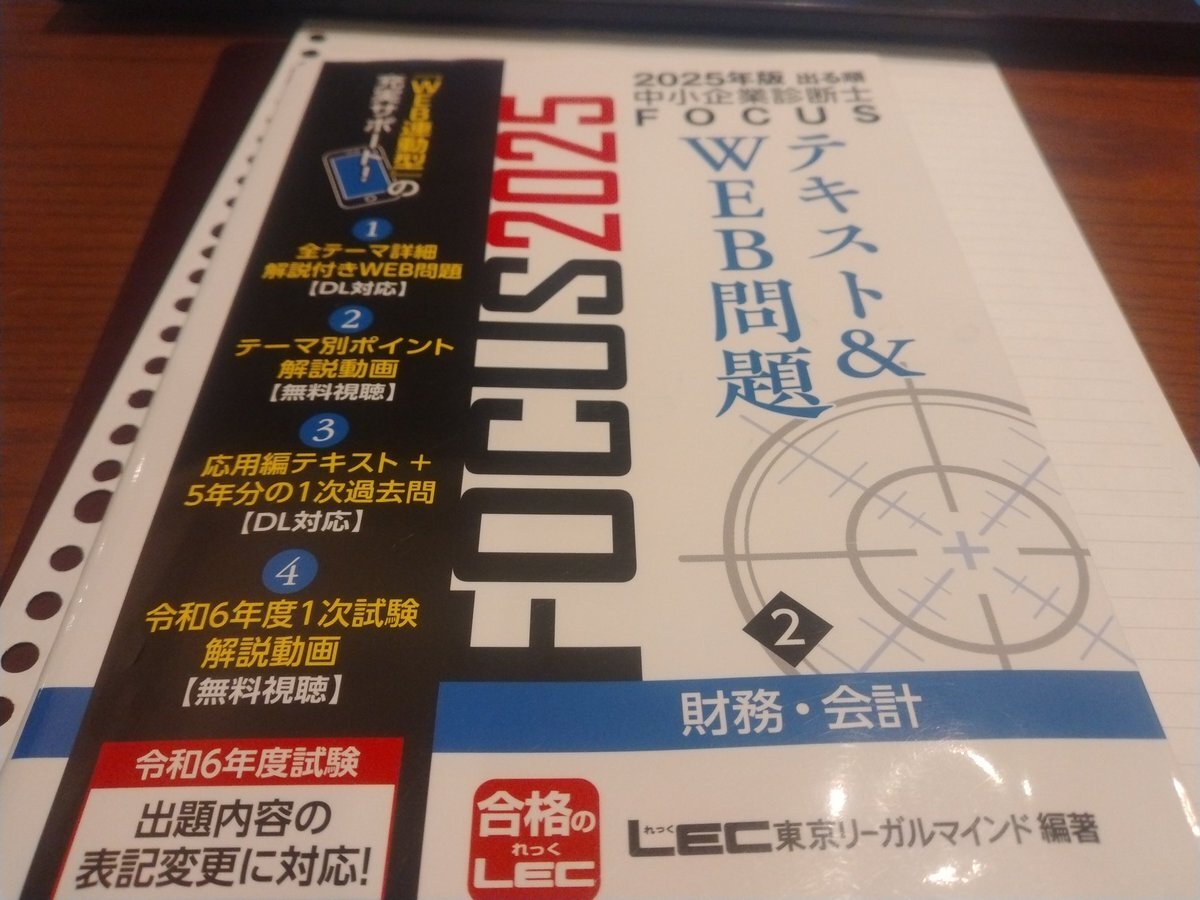 「WEB連動型」の
充実サポート!
1
全テーマ詳細
解説付きWEB問題
【DL対応】
2
テーマ別ポイント
解説動画
【無料視聴】
3
応用編テキスト+
5年分の1次過去問
【DL対応】
4
令和6年度1次試験
解説動画
【無料視聴】
令和6年度試験
出題内容の
表記変更に対応!
FOCUS2025
2025年版 出る順
中小企業診断士
FOCUS
テキスト&
WEB問題
2
財務・会計
合格の
れっく
LEC
れっく
LEC東京リーガルマインド 編著